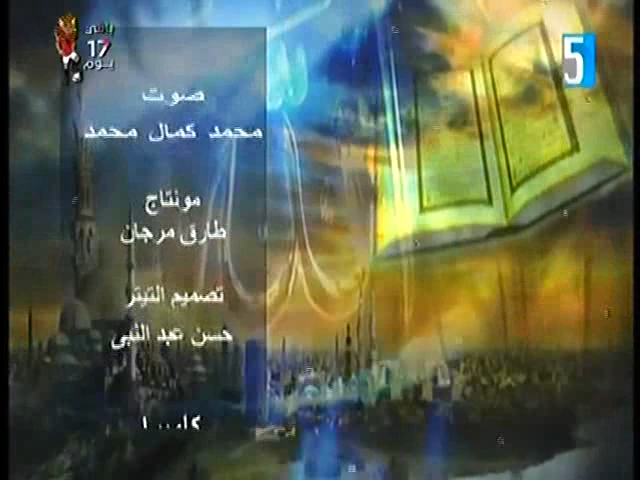 باقي
17
يوم
5
صوت
محمد كمال محمد
مونتاج
طارق مرجان
تصميم التيتر
حسن عبد النبى